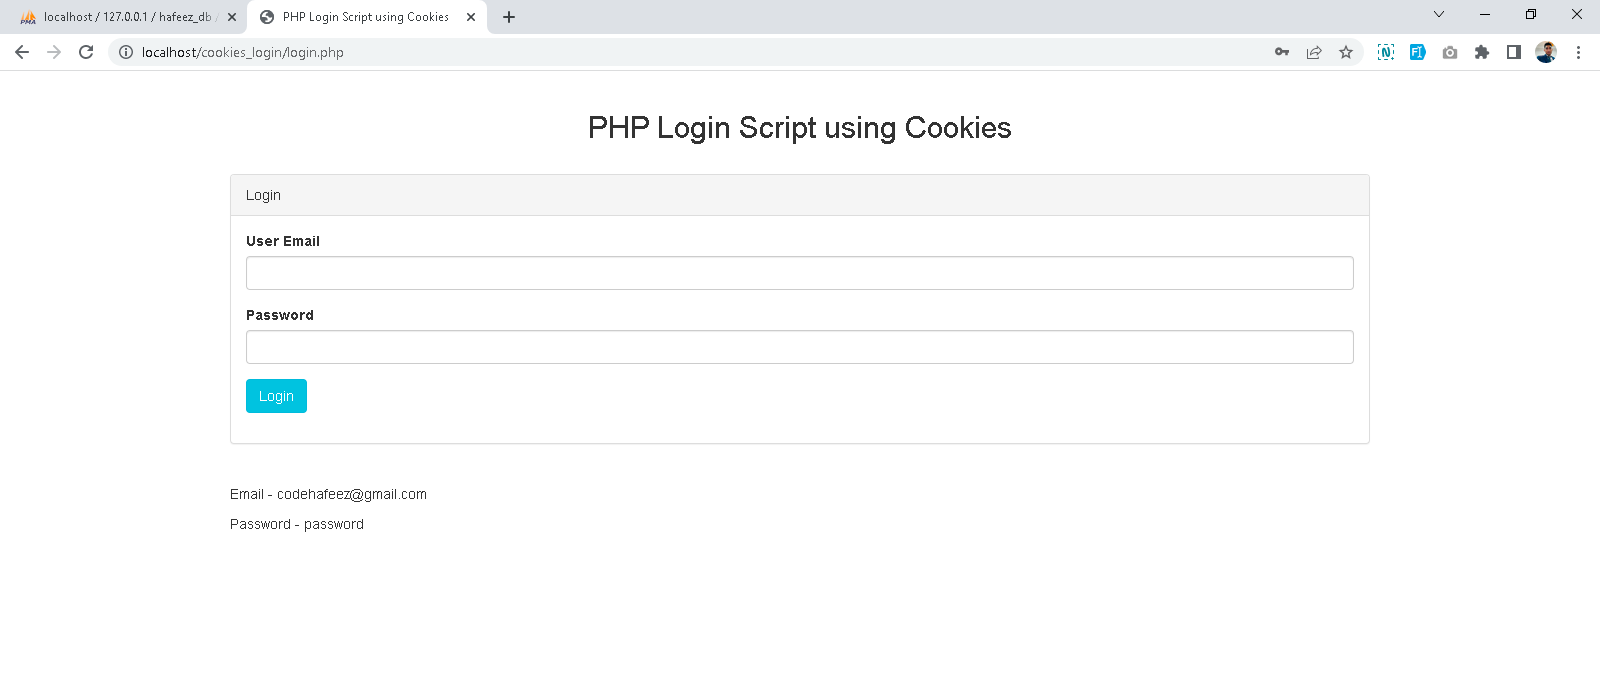 PMA localhost / 127.0.0.1 / hafeez_db /
PHP Login Script using Cookies
localhost/cookies_login/login.php
PHP Login Script using Cookies
Login
User Email
Password
Login
Email - codehafeez@gmail.com
Password - password